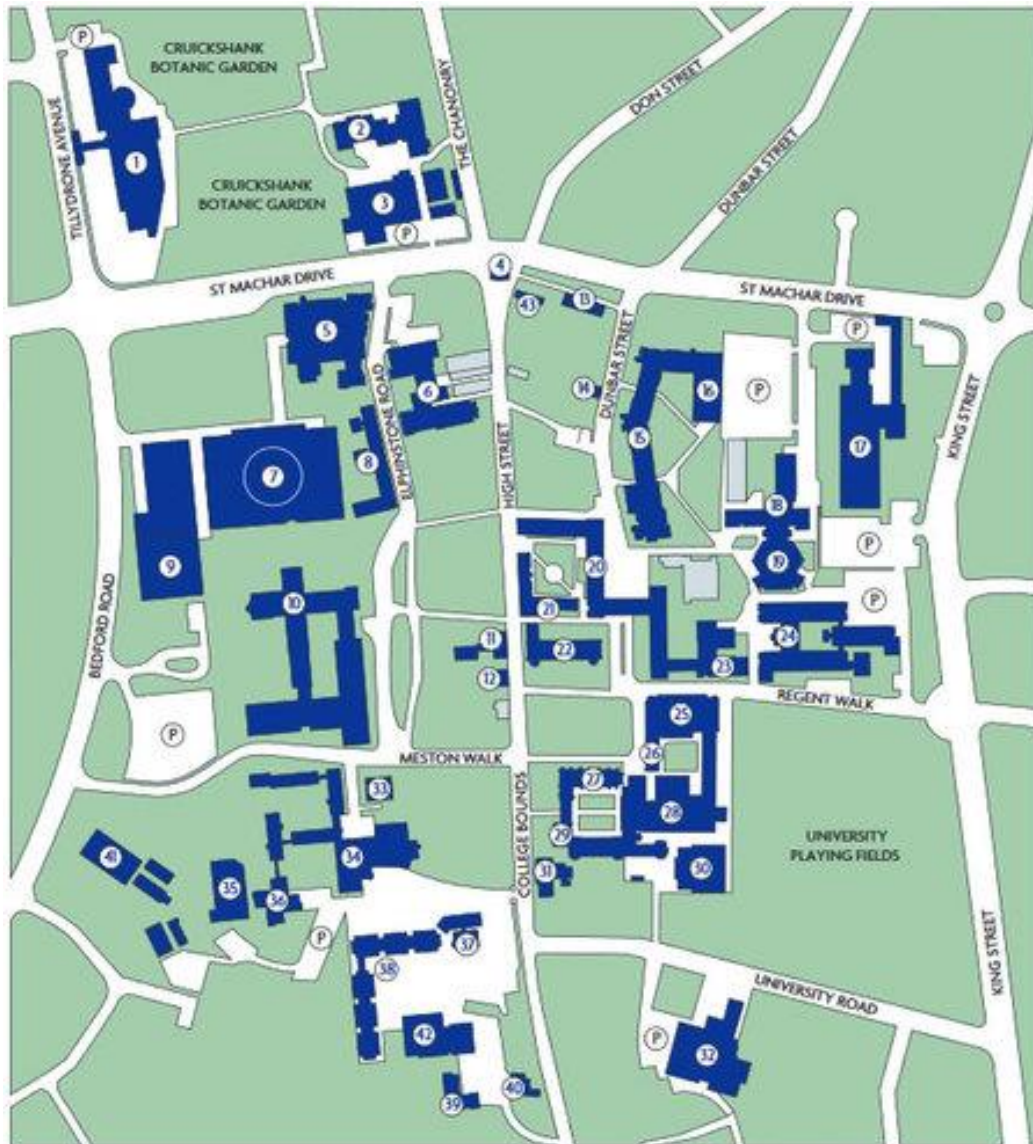 P
CRUICKSHANK
BOTANIC GARDEN
TILLYDRONE AVENUE
1
2
THE CHANONRY
DON STREET
DUNBAR STREET
CRUICKSHANK
BOTANIC GARDEN
3
P
ST MACHAR DRIVE
4
43
13
ST MACHAR DRIVE
P
5
6
ELPHINSTONE ROAD
HIGH STREET
14
DUNBAR STREET
15
16
P
17
KING STREET
7
8
9
18
19
P
10
20
21
P
BEDFORD ROAD
11
22
24
12
23
REGENT WALK
P
25
MESTON WALK
26
33
27
28
COLLEGE BOUNDS
29
UNIVERSITY
PLAYING FIELDS
41
34
35
36
31
30
P
37
38
KING STREET
UNIVERSITY ROAD
42
P
32
39
40